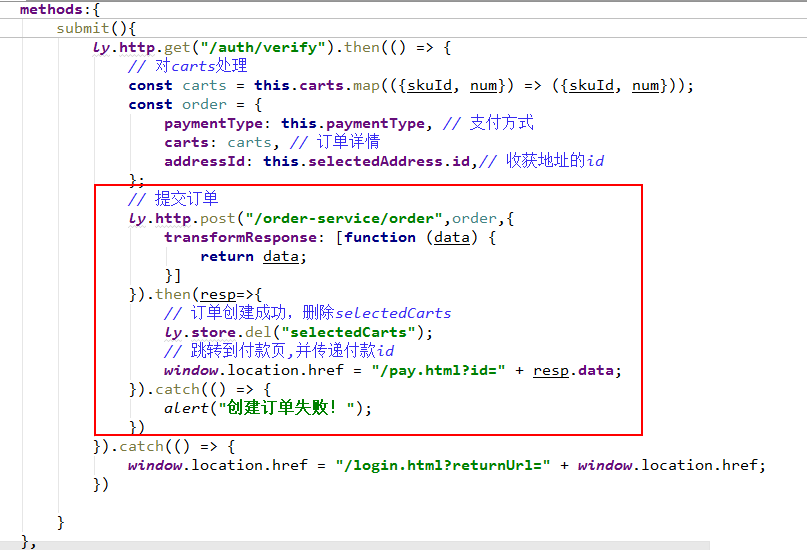 methods:{
submit(){
ly.http.get("/auth/verify").then(() => {
// 对carts处理
const carts = this.carts.map(({skuId, num}) => ({skuId, num}));
const order = {
paymentType: this.paymentType, // 支付方式
carts: carts, // 订单详情
addressId: this.selectedAddress.id,// 收获地址的id
};
// 提交订单
ly.http.post("/order-service/order",order,{
transformResponse: [function (data) {
return data;
}]
}).then(resp=>{
// 订单创建成功，删除selectedCarts
ly.store.del("selectedCarts");
// 跳转到付款页,并传递付款id
window.location.href = "/pay.html?id=" + resp.data;
}).catch(() => {
alert("创建订单失败！");
})
}).catch(() => {
window.location.href = "/login.html?returnUrl=" + window.location.href;
})
}
},